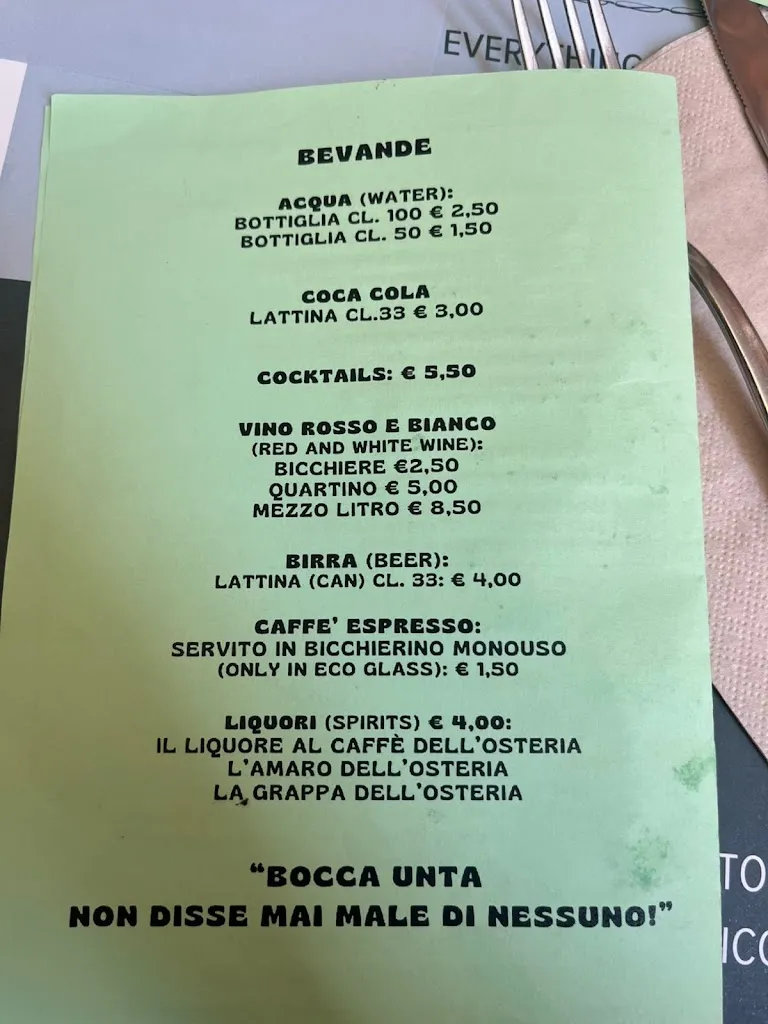 EVERYTHING
BEVANDE
ACQUA (WATER):
BOTTIGLIA CL. 100 € 2,50
BOTTIGLIA CL. 50 € 1,50
COCA COLA
LATTINA CL.33 € 3,00
COCKTAILS: € 5,50
VINO ROSSO E BIANCO
(RED AND WHITE WINE):
BICCHIERE €2,50
QUARTINO € 5,00
MEZZO LITRO € 8,50
BIRRA (BEER):
LATTINA (CAN) CL. 33: € 4,00
CAFFE' ESPRESSO:
SERVITO IN BICCHIERINO MONOUSO
(ONLY IN ECO GLASS): € 1,50
LIQUORI (SPIRITS) € 4,00:
IL LIQUORE AL CAFFÈ DELL'OSTERIA
L'AMARO DELL'OSTERIA
LA GRAPPA DELL'OSTERIA
“BOCCA UNTA
NON DISSE MAI MALE DI NESSUNO!”